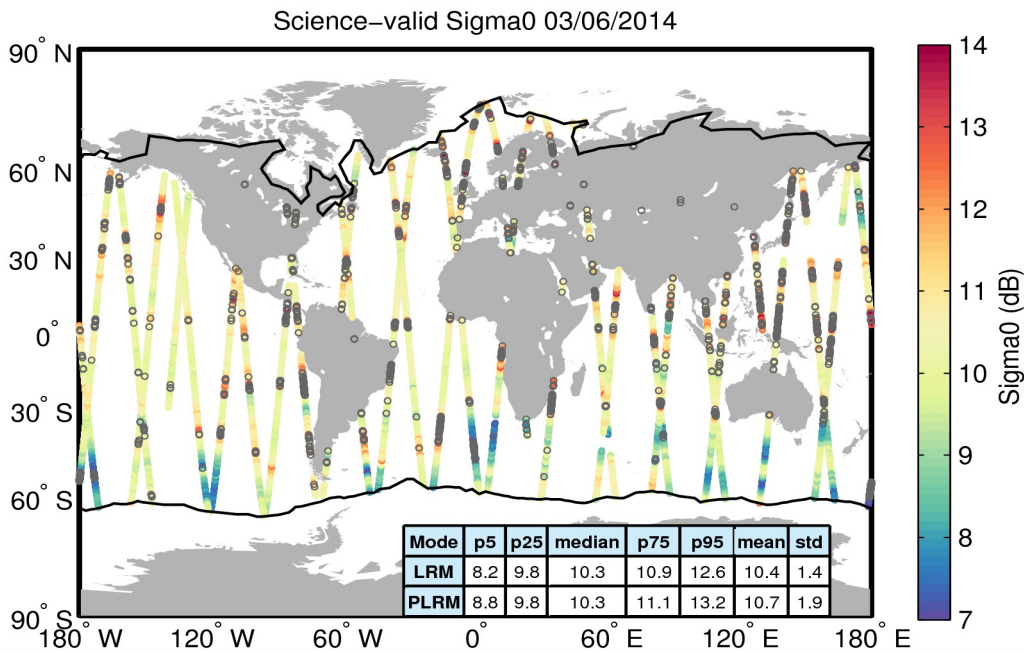 Science−valid Sigma0 03/06/2014
90° N
60° N
30° N
0°
30° S
60° S
90° S
180° W
120° W
60° W
0°
60° E
120° E
180° E
Mode p5 p25 median p75 p95 mean std
LRM 8.2 9.8 10.3 10.9 12.6 10.4 1.4
PLRM 8.8 9.8 10.3 11.1 13.2 10.7 1.9
14
13
12
11
10
9
8
7
Sigma0 (dB)